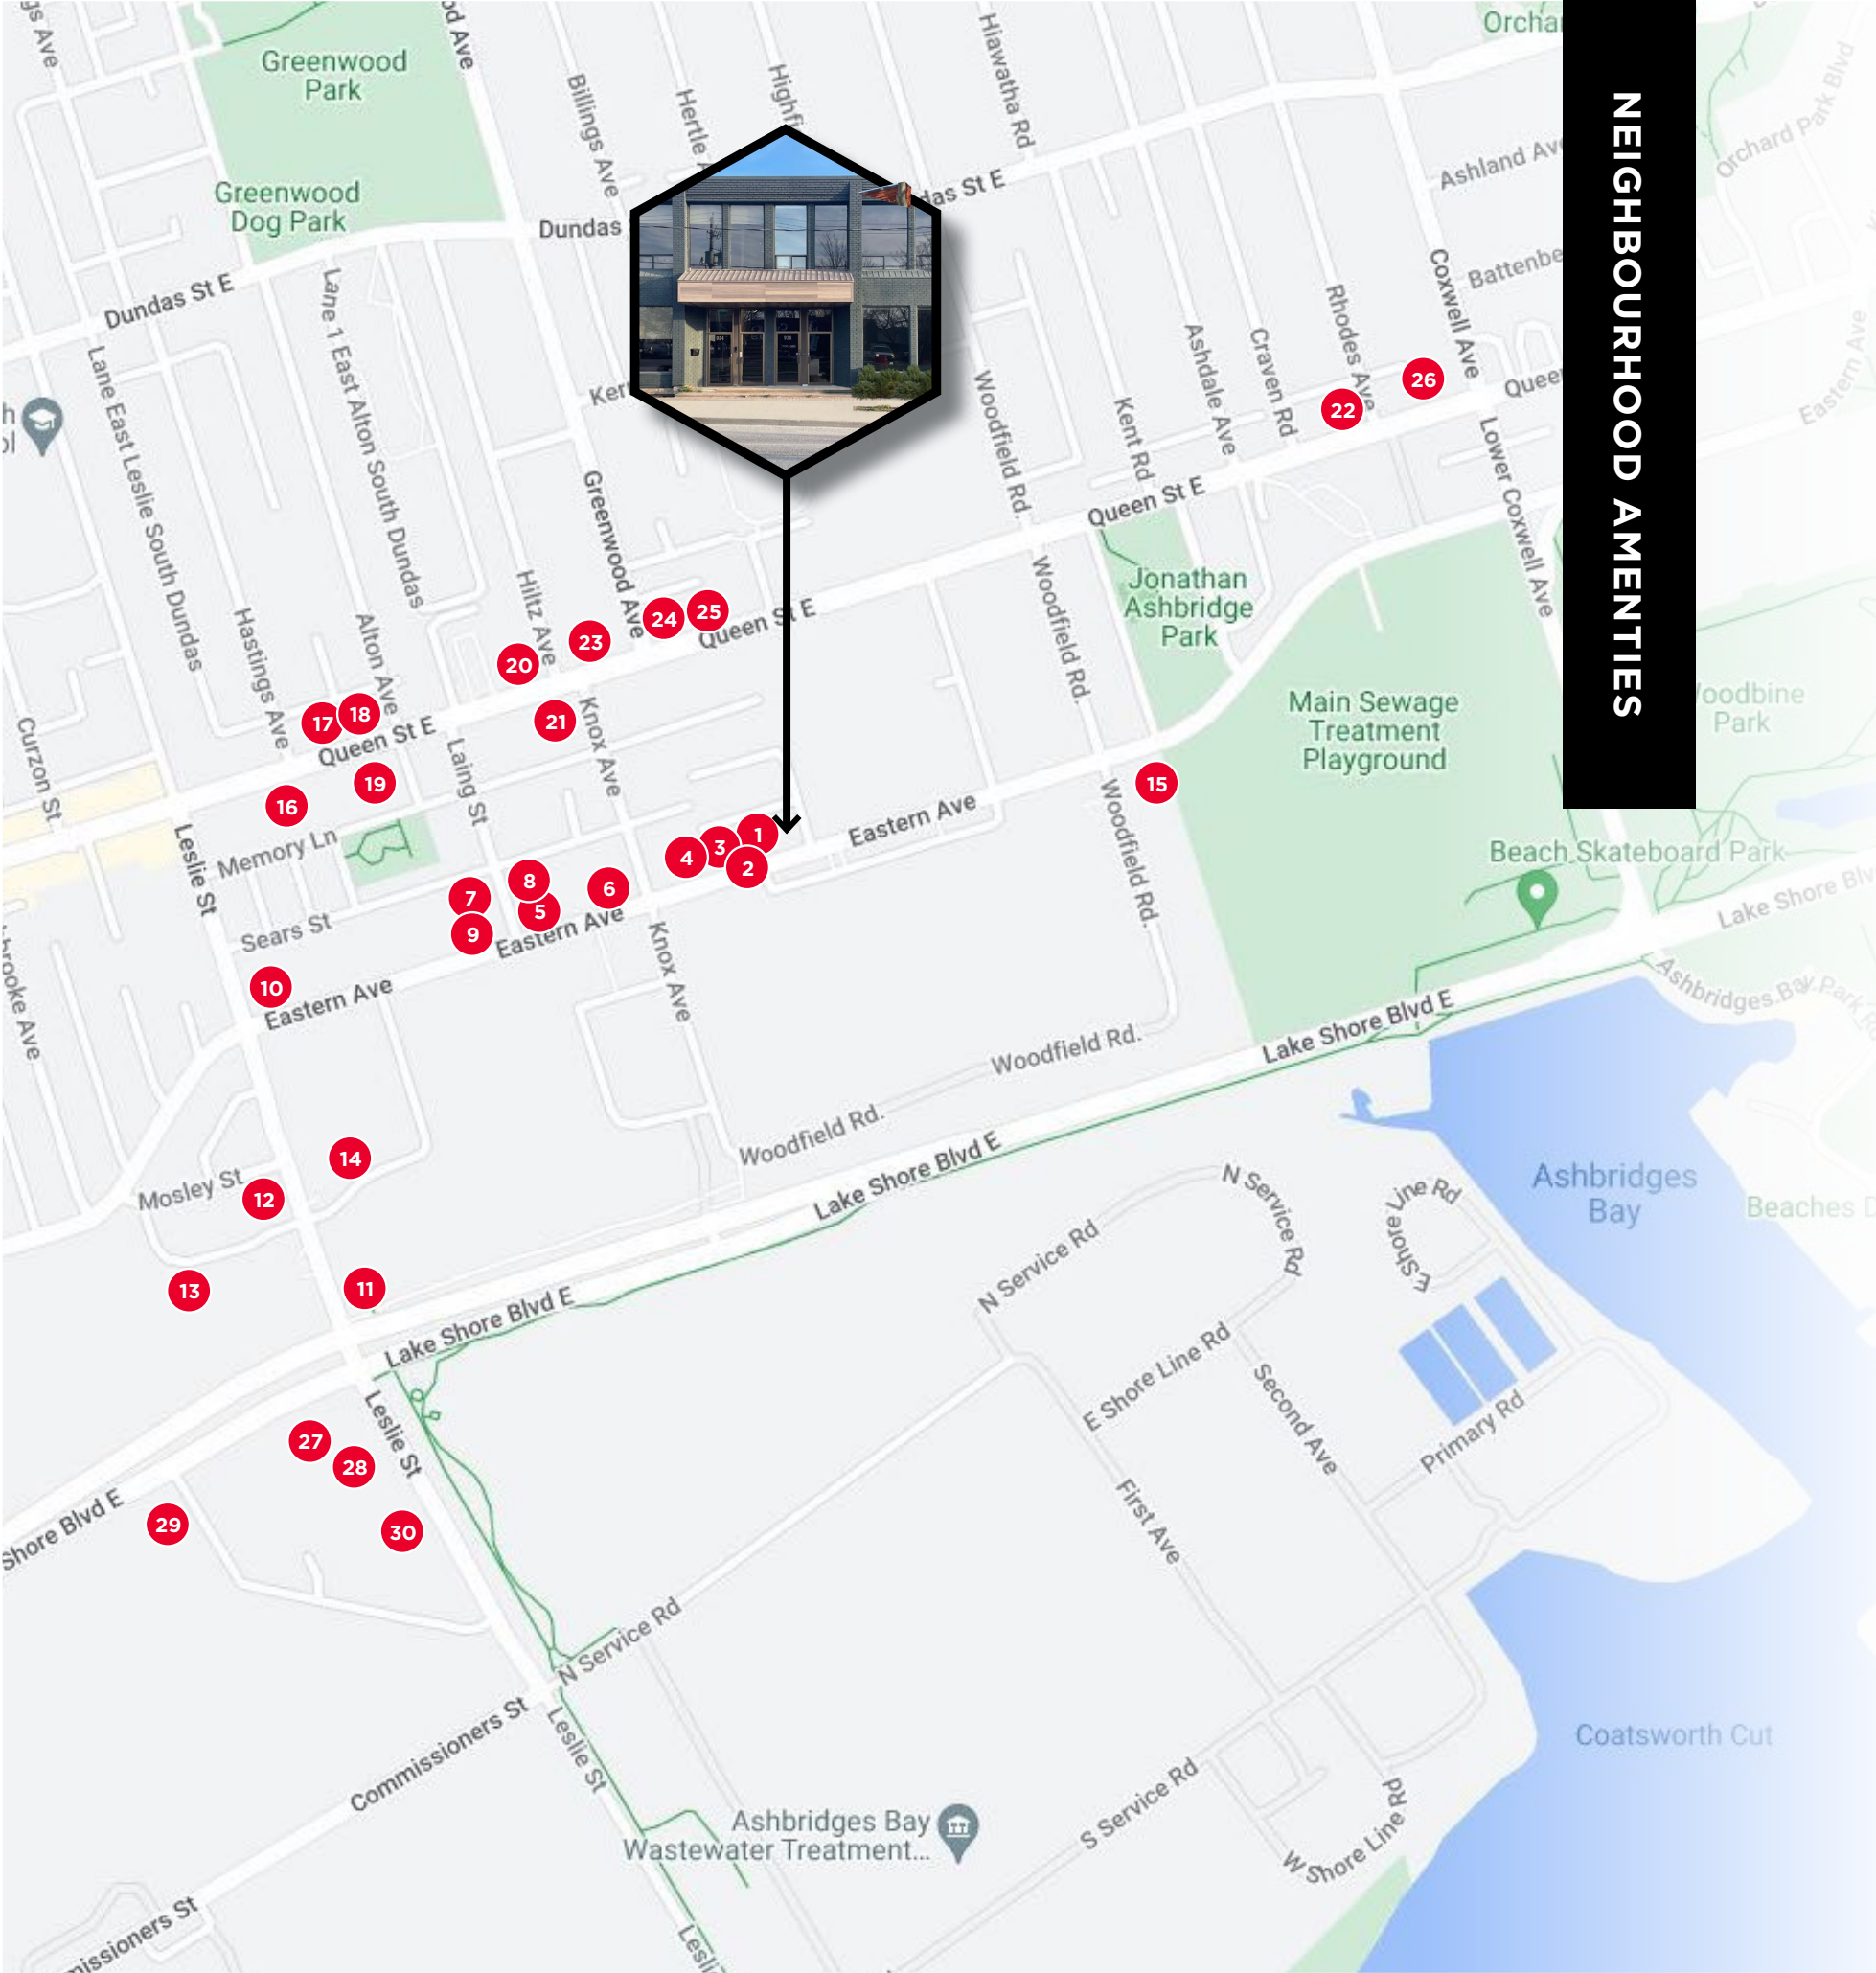 NEIGHBOURHOOD AMENTIES
Greenwood
Park
Greenwood
Dog Park
Billings Ave
Hertle
Hiawatha Rd
Ashland Ave
Orchard Park Blvd
Dundas St E
Dundas
das St E
Lane 1 East Alton South Dundas
Lane East Leslie South Dundas
Coxwell Ave
Rhodes Ave
Craven Rd
Ashdale Ave
Kent Rd
Woodfield Rd.
Greenwood Ave
Eastern Ave
26
22
Queen St E
Lower Coxwell Ave
Jonathan
Ashbridge
Park
Woodfield Rd.
Hiltz Ave
Hastings Ave
Alton Ave
24
25
23
20
Queen St E
17
18
21
Queen St E
Curzon St
Knox Ave
Laing St
19
16
Main Sewage
Treatment
Playground
Park
15
Woodfield Rd.
Memory Ln
Leslie St
1
3
4
2
Eastern Ave
Beach Skateboard Park
8
6
7
5
9
Eastern Ave
Sears St
Knox Ave
10
Eastern Ave
Lake Shore Blv
Ashbridges Bay Park
Lake Shore Blvd E
Woodfield Rd.
Woodfield Rd.
Lake Shore Blvd E
14
Mosley St
12
13
11
Lake Shore Blvd E
Ashbridges
Bay
N Service Rd
N Service Rd
E Shore Line Rd
E Shore Line Rd
Second Ave
Primary Rd
First Ave
Leslie St
27
28
29
30
Shore Blvd E
N Service Rd
Commissioners St
Leslie St
Coatsworth Cut
Ashbridges Bay
Wastewater Treatment...
S Service Rd
W Shore Line Rd
missioners St
Lesli